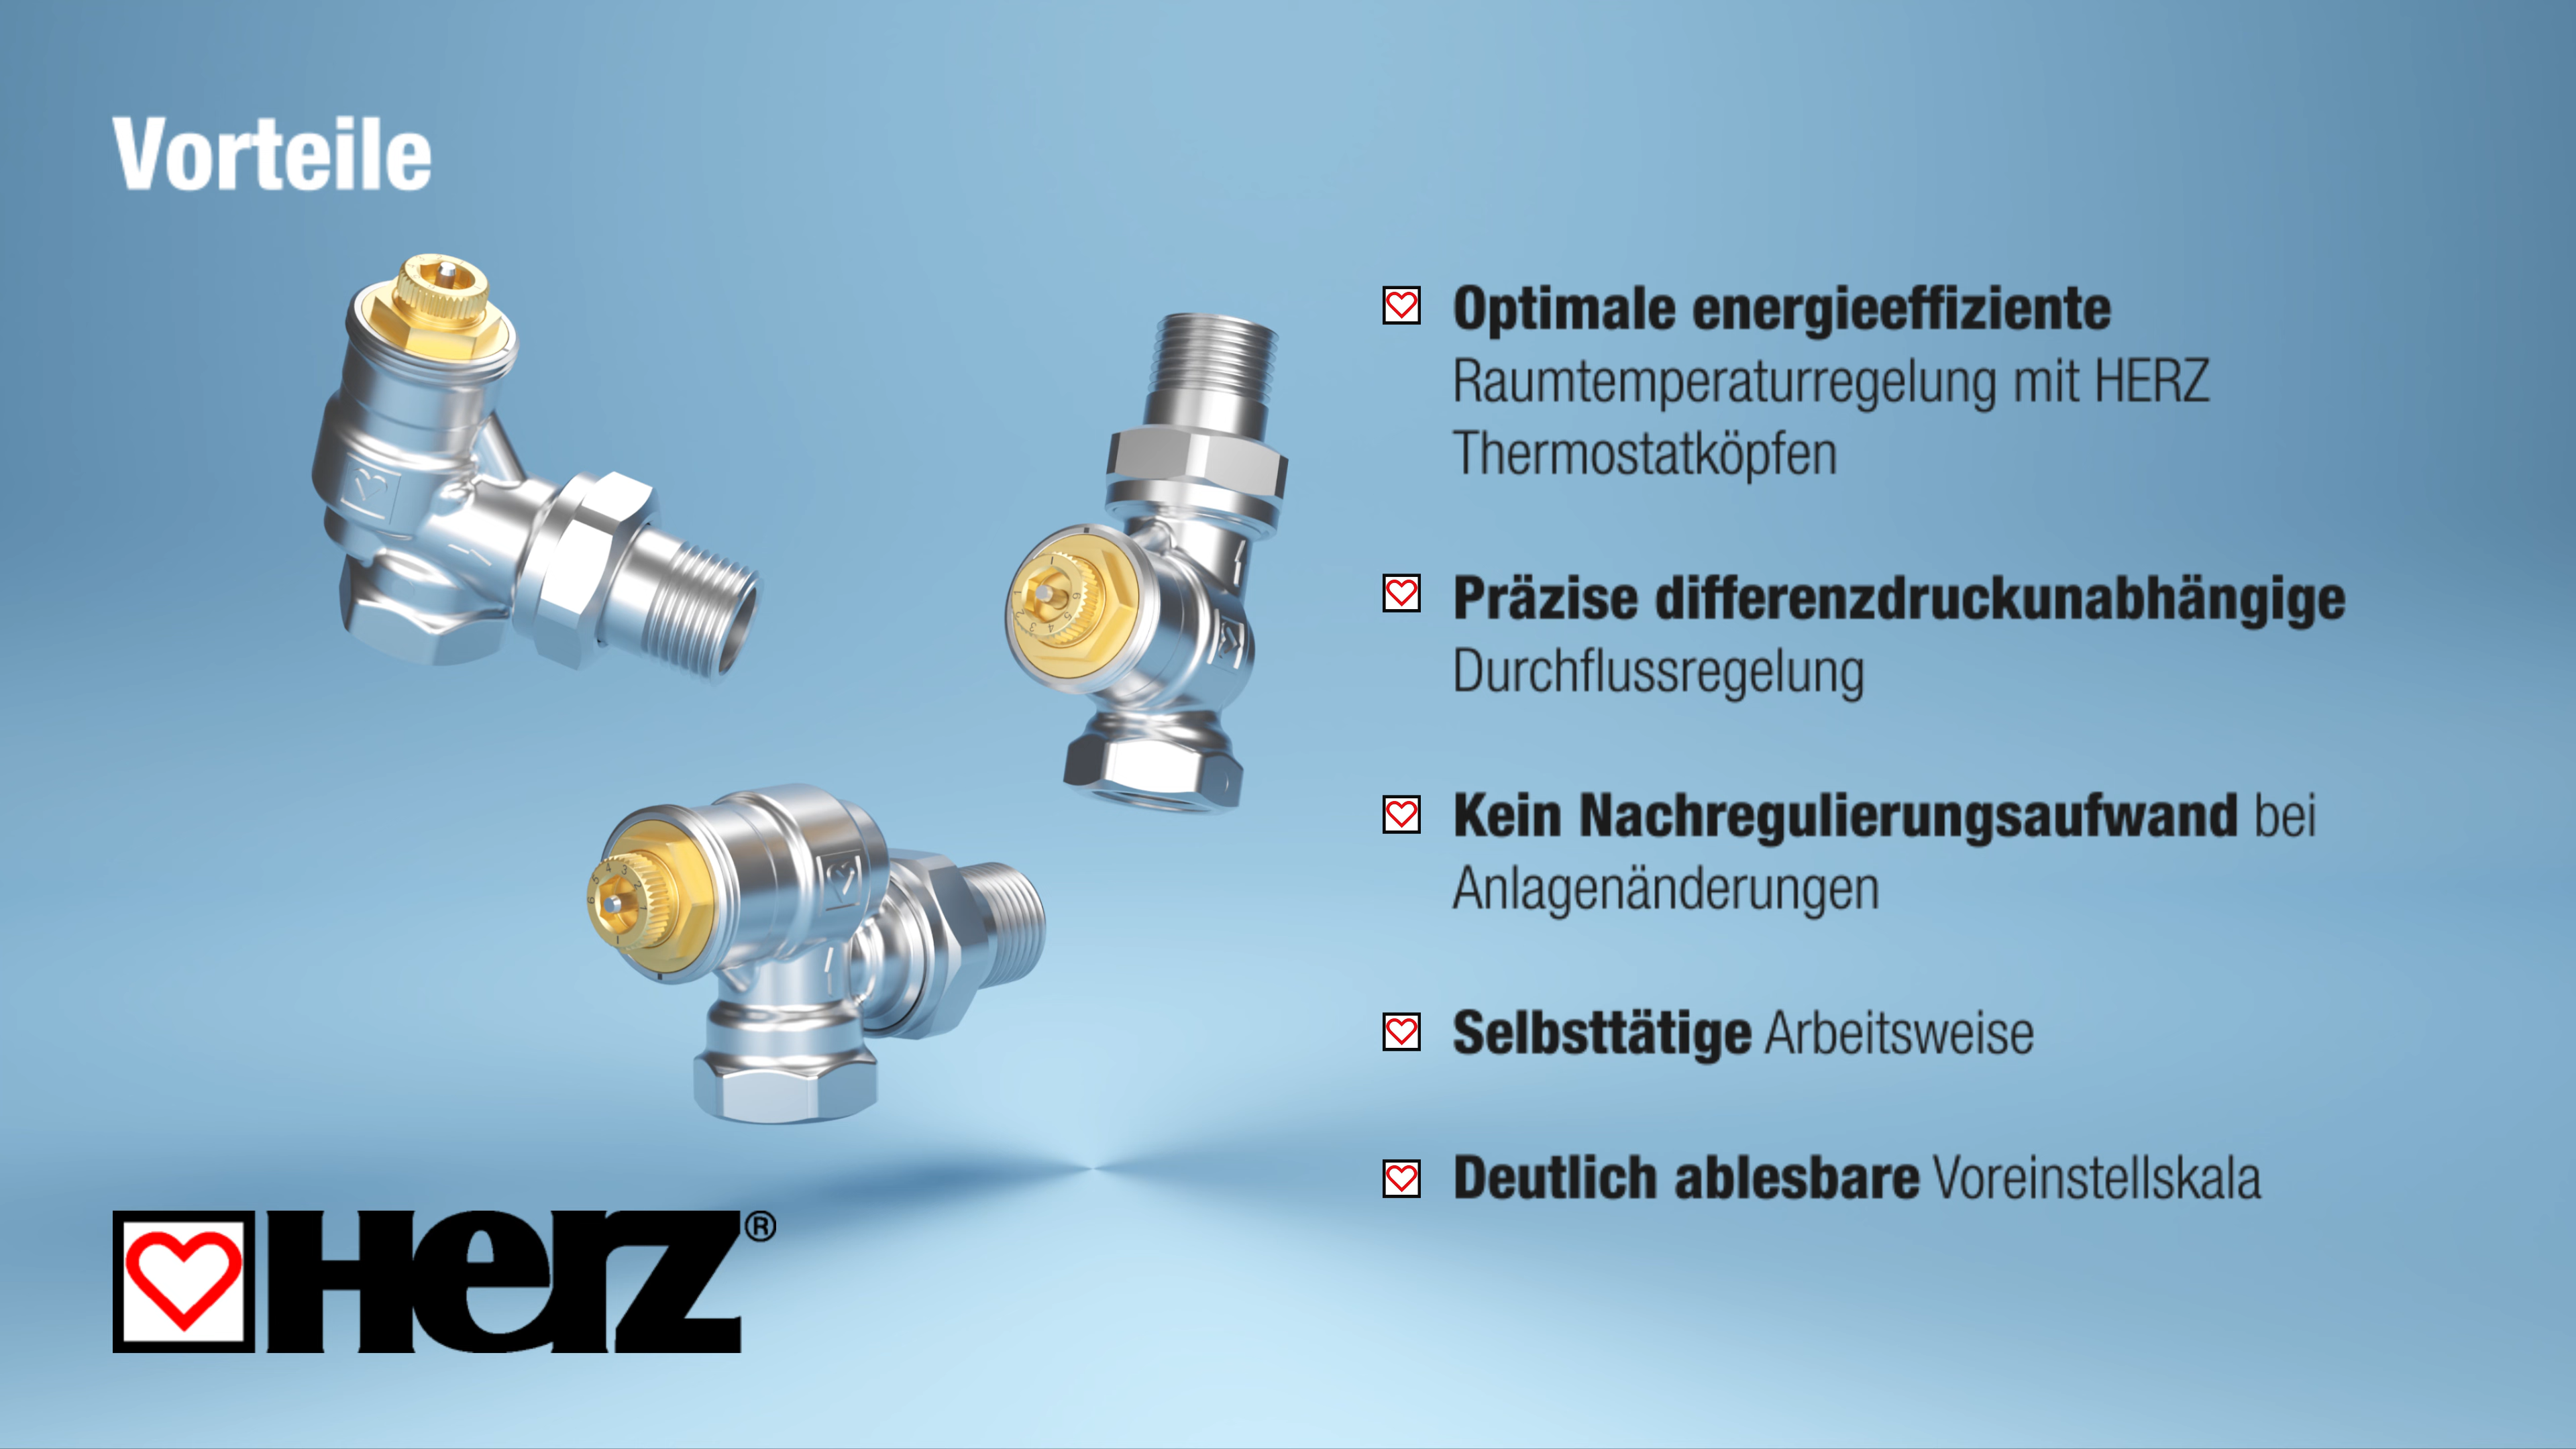 Vorteile
Optimale energieeffiziente
Raumtemperaturregelung mit HERZ
Thermostatköpfen
Präzise differenzdruckunabhängige
Durchflussregelung
Kein Nachregulierungsaufwand bei
Anlagenänderungen
Selbsttätige Arbeitsweise
Deutlich ablesbare Voreinstellskala
Herz®